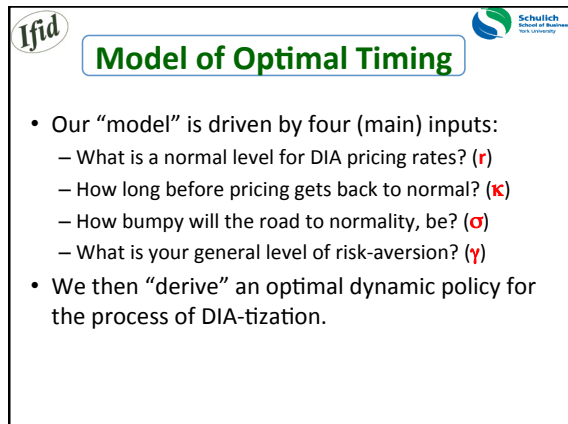 Ifid
Schulich
School of Business
York University
Model of Optimal Timing
• Our “model” is driven by four (main) inputs:
– What is a normal level for DIA pricing rates? (r)
– How long before pricing gets back to normal? (κ)
– How bumpy will the road to normality, be? (σ)
– What is your general level of risk-aversion? (γ)
• We then “derive” an optimal dynamic policy for
the process of DIA-tization.